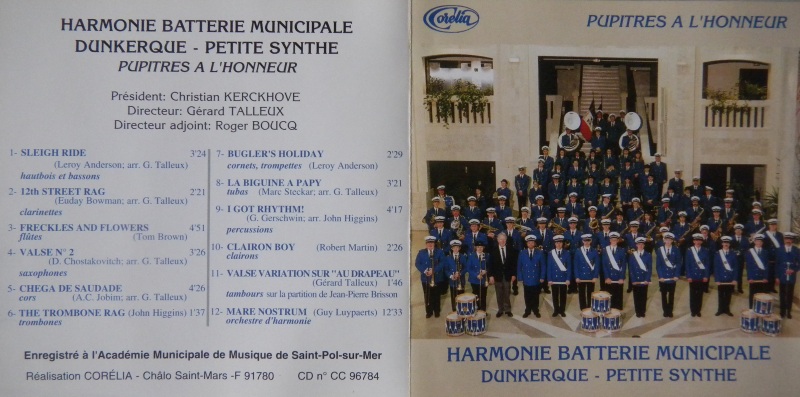 HARMONIE BATTERIE MUNICIPALE
DUNKERQUE - PETITE SYNTHE
PUPITRES A L'HONNEUR
Président: Christian KERCKHOVE
Directeur: Gérard TALLEUX
Directeur adjoint: Roger BOUCQ
1- SLEIGH RIDE 3'24
(Leroy Anderson; arr. G. Talleux)
hautbois et bassons
2- 12th STREET RAG 2'21
(Euday Bowman; arr. G. Talleux)
clarinettes
3- FRECKLES AND FLOWERS 4'51
flûtes (Tom Brown)
4- VALSE N° 2 3'26
(D. Chostakovitch; arr. G. Talleux)
saxophones
5- CHEGA DE SAUDADE 4'26
cors (A.C. Jobim; arr. G. Talleux)
6- THE TROMBONE RAG (John Higgins) 1'37
trombones
7- BUGLER'S HOLIDAY 2'29
cornets, trompettes (Leroy Anderson)
8- LA BIGUINE A PAPY 3'21
tubas (Marc Steckar; arr. G. Talleux)
9- I GOT RHYTHM! 4'17
(G. Gerschwin; arr. John Higgins)
percussions
10- CLAIRON BOY (Robert Martin) 2'26
clairons
11- VALSE VARIATION SUR "AU DRAPEAU"
(Gérard Talleux) 1'46
tambours sur la partition de Jean-Pierre Brisson
12- MARE NOSTRUM (Guy Luypaerts) 12'33
orchestre d'harmonie
Enregistré à l'Académie Municipale de Musique de Saint-Pol-sur-Mer
Réalisation CORÉLIA - Châlo Saint-Mars -F 91780 CD n° CC 96784
Corélia
PUPITRES A L'HONNEUR
HARMONIE BATTERIE MUNICIPALE
DUNKERQUE - PETITE SYNTHE